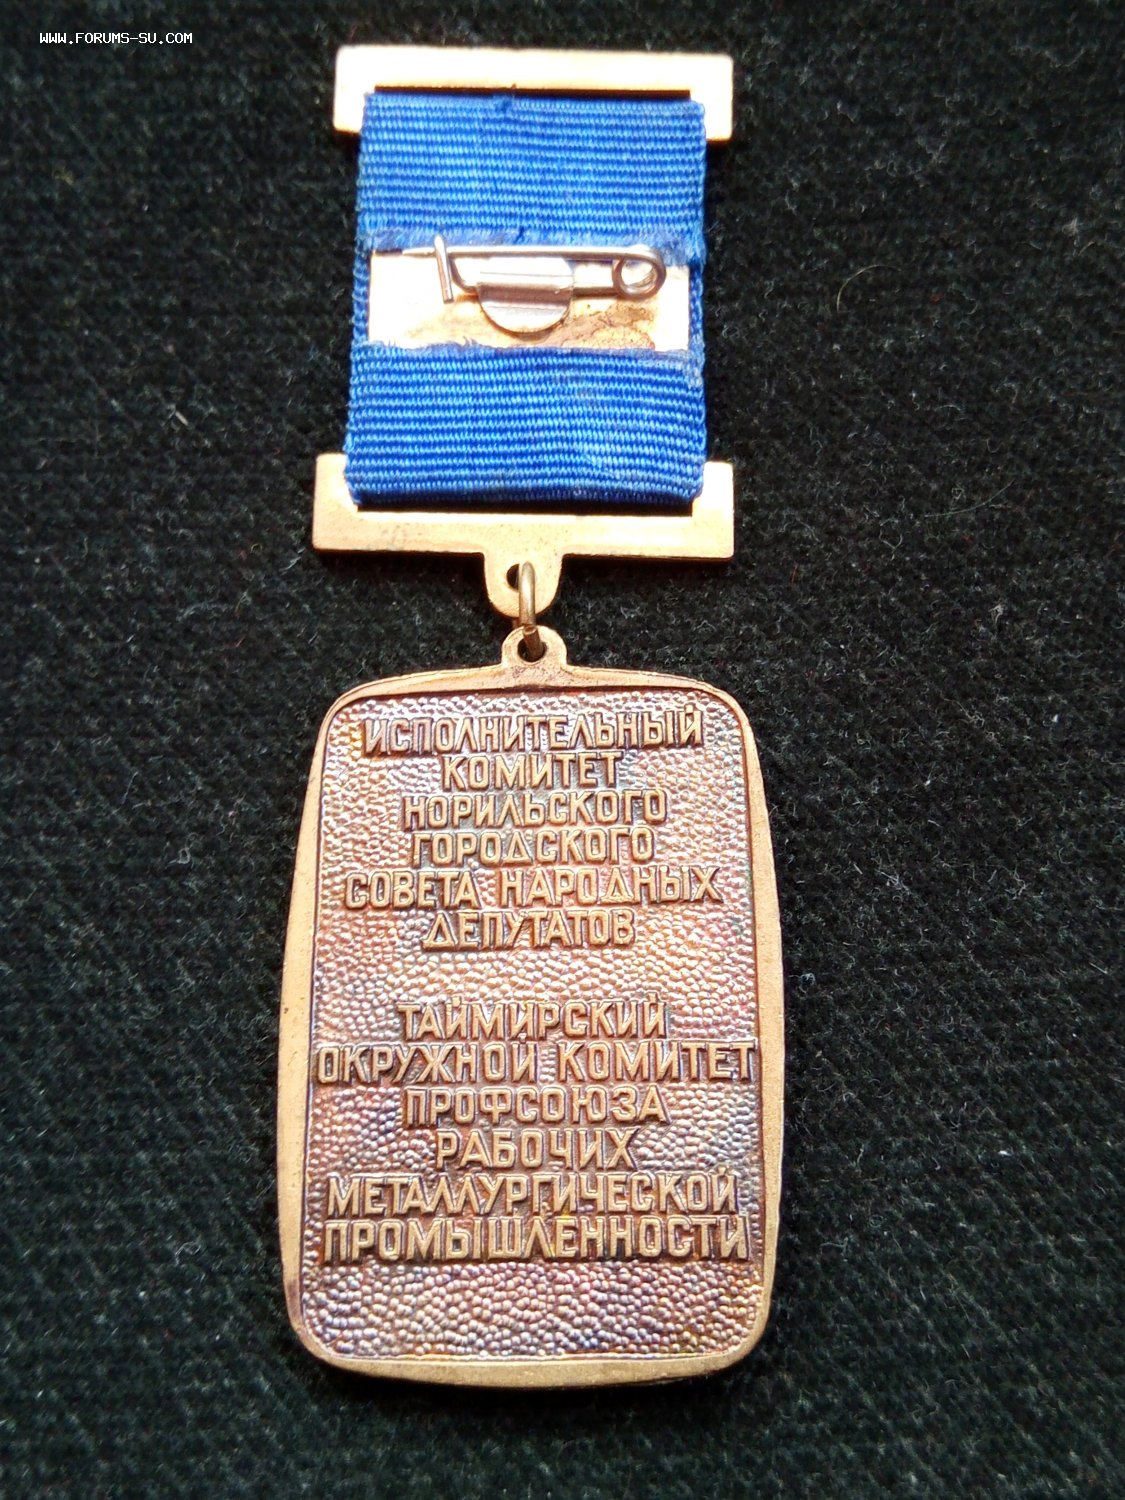 WWW.FORUMS-SU.COM
ИСПОЛНИТЕЛЬНЫЙ
КОМИТЕТ
НОРИЛЬСКОГО
ГОРОДСКОГО
СОВЕТА НАРОДНЫХ
ДЕПУТАТОВ
ТАЙМИРСКИЙ
ОКРУЖНОЙ КОМИТЕТ
ПРОФСОЮЗА
РАБОЧИХ
МЕТАЛЛУРГИЧЕСКОЙ
ПРОМЫШЛЕННОСТИ